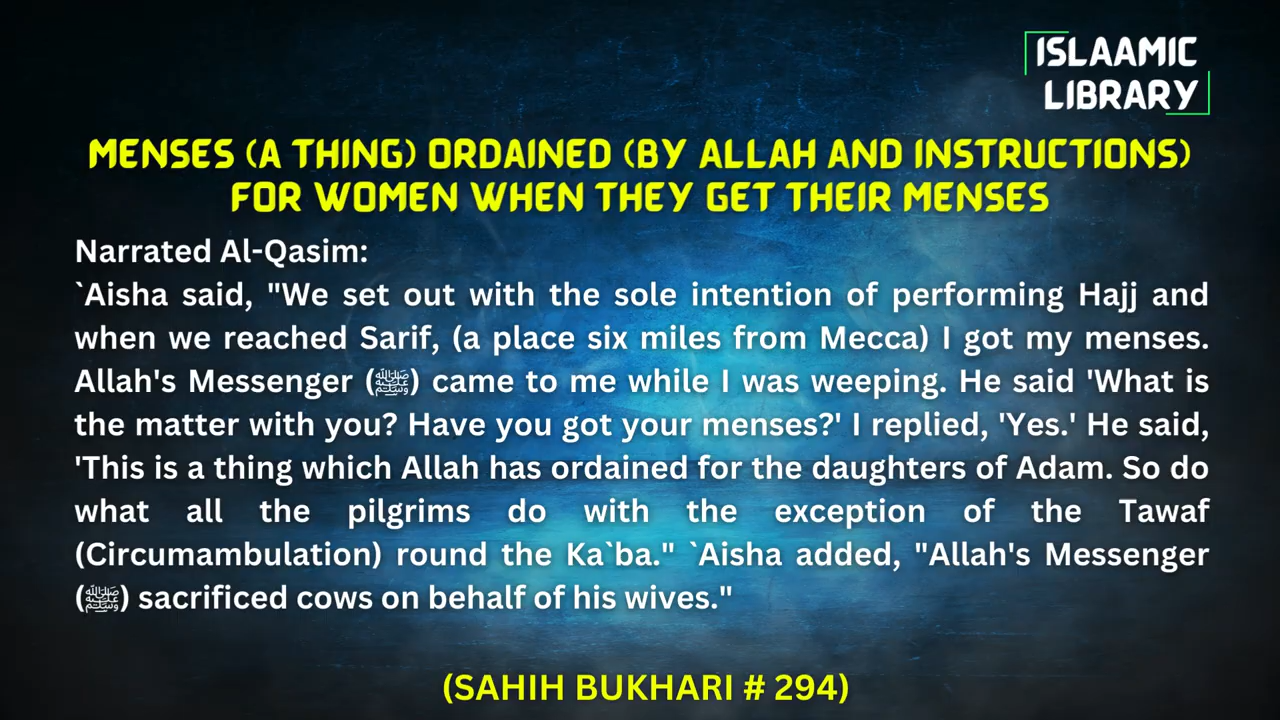 ISLAAMIC
LIBRARY
MENSES (A THING) ORDAINED (BY ALLAH AND INSTRUCTIONS)
FOR WOMEN WHEN THEY GET THEIR MENSES
Narrated Al-Qasim:
`Aisha said, "We set out with the sole intention of performing Hajj and
when we reached Sarif, (a place six miles from Mecca) I got my menses.
Allah's Messenger (ﷺ) came to me while I was weeping. He said 'What is
the matter with you? Have you got your menses?' I replied, 'Yes.' He said,
'This is a thing which Allah has ordained for the daughters of Adam. So do
what all the pilgrims do with the exception of the Tawaf
(Circumambulation) round the Ka`ba." `Aisha added, "Allah's Messenger
(ﷺ) sacrificed cows on behalf of his wives."
(SAHIH BUKHARI # 294)